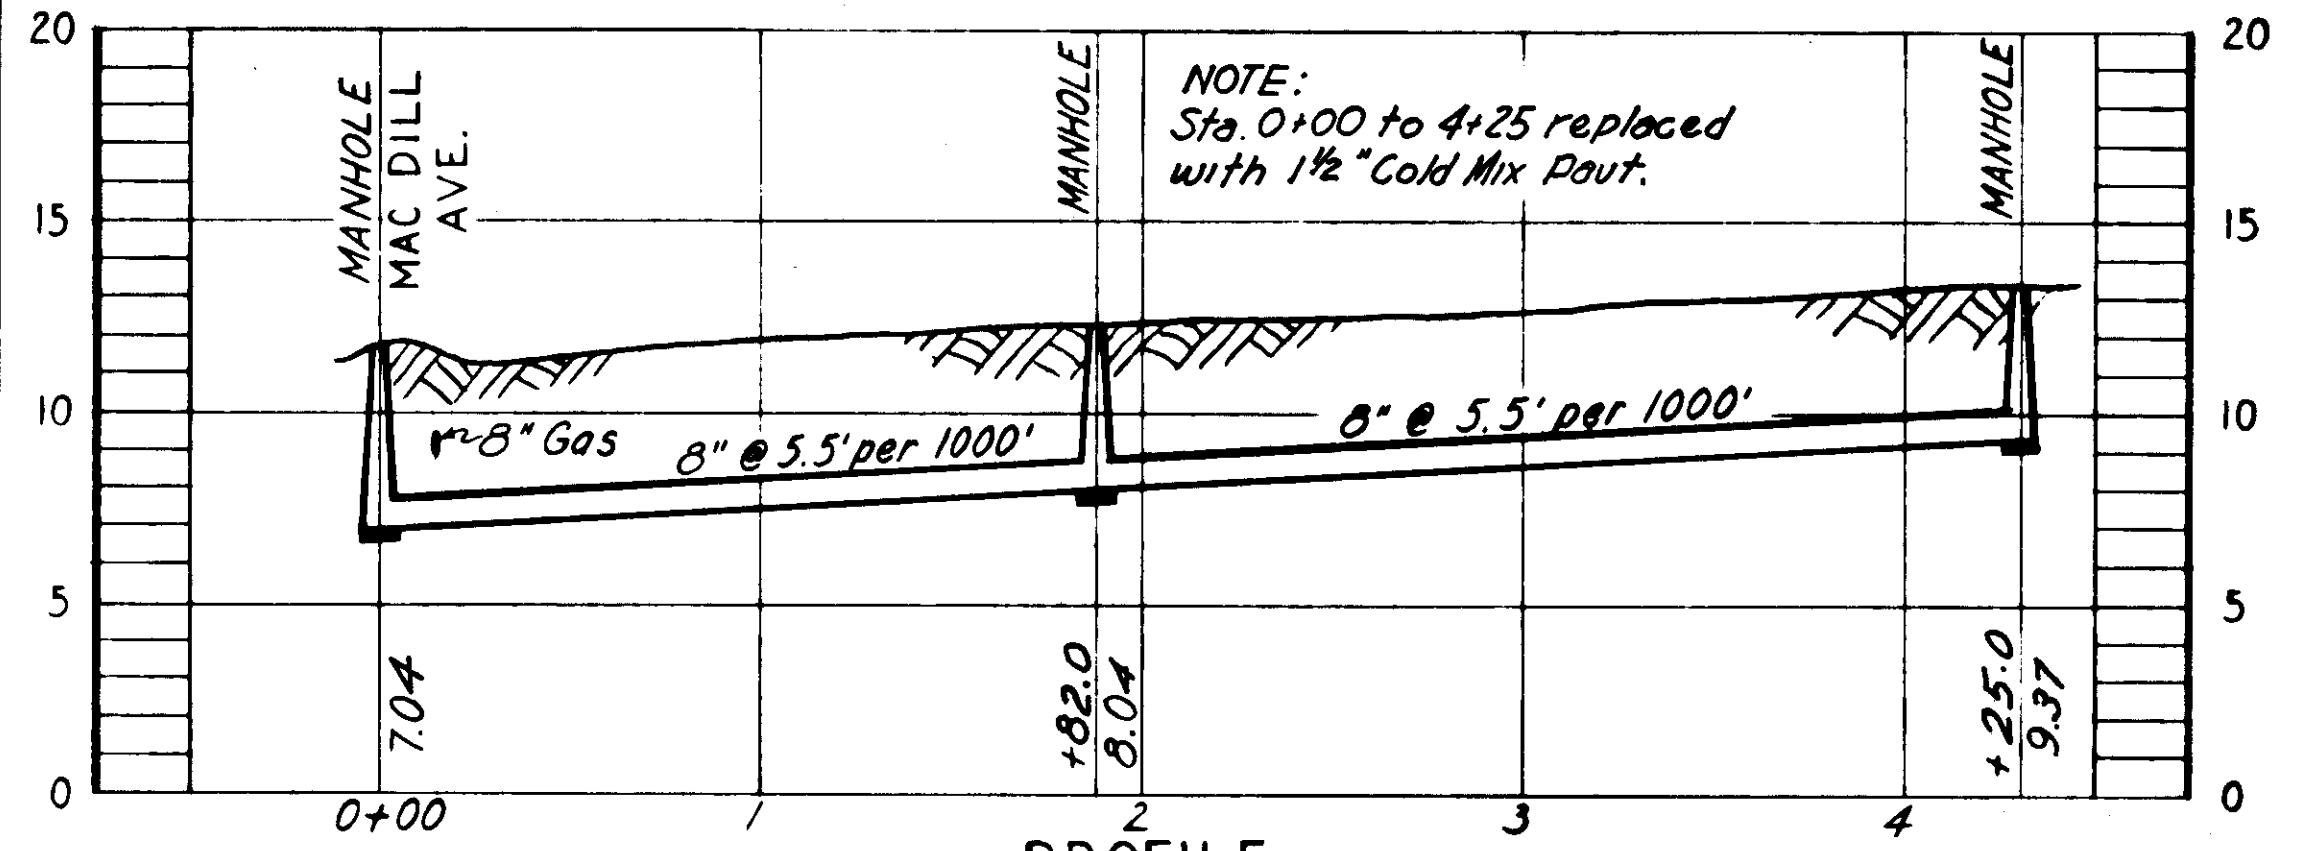 20
20
MANHOLE
MAC DILL
AVE.
MANHOLE
NOTE:
Sta. 0+00 to 4+25 replaced
with 1½" Cold Mix Pavt.
MANHOLE
15
15
10
10
8" Gas
8" @ 5.5' per 1000'
8" @ 5.5' per 1000'
5
5
7.04
+82.0
8.04
+25.0
9.37
0
0
0+00
1
2
3
4
PROFILE